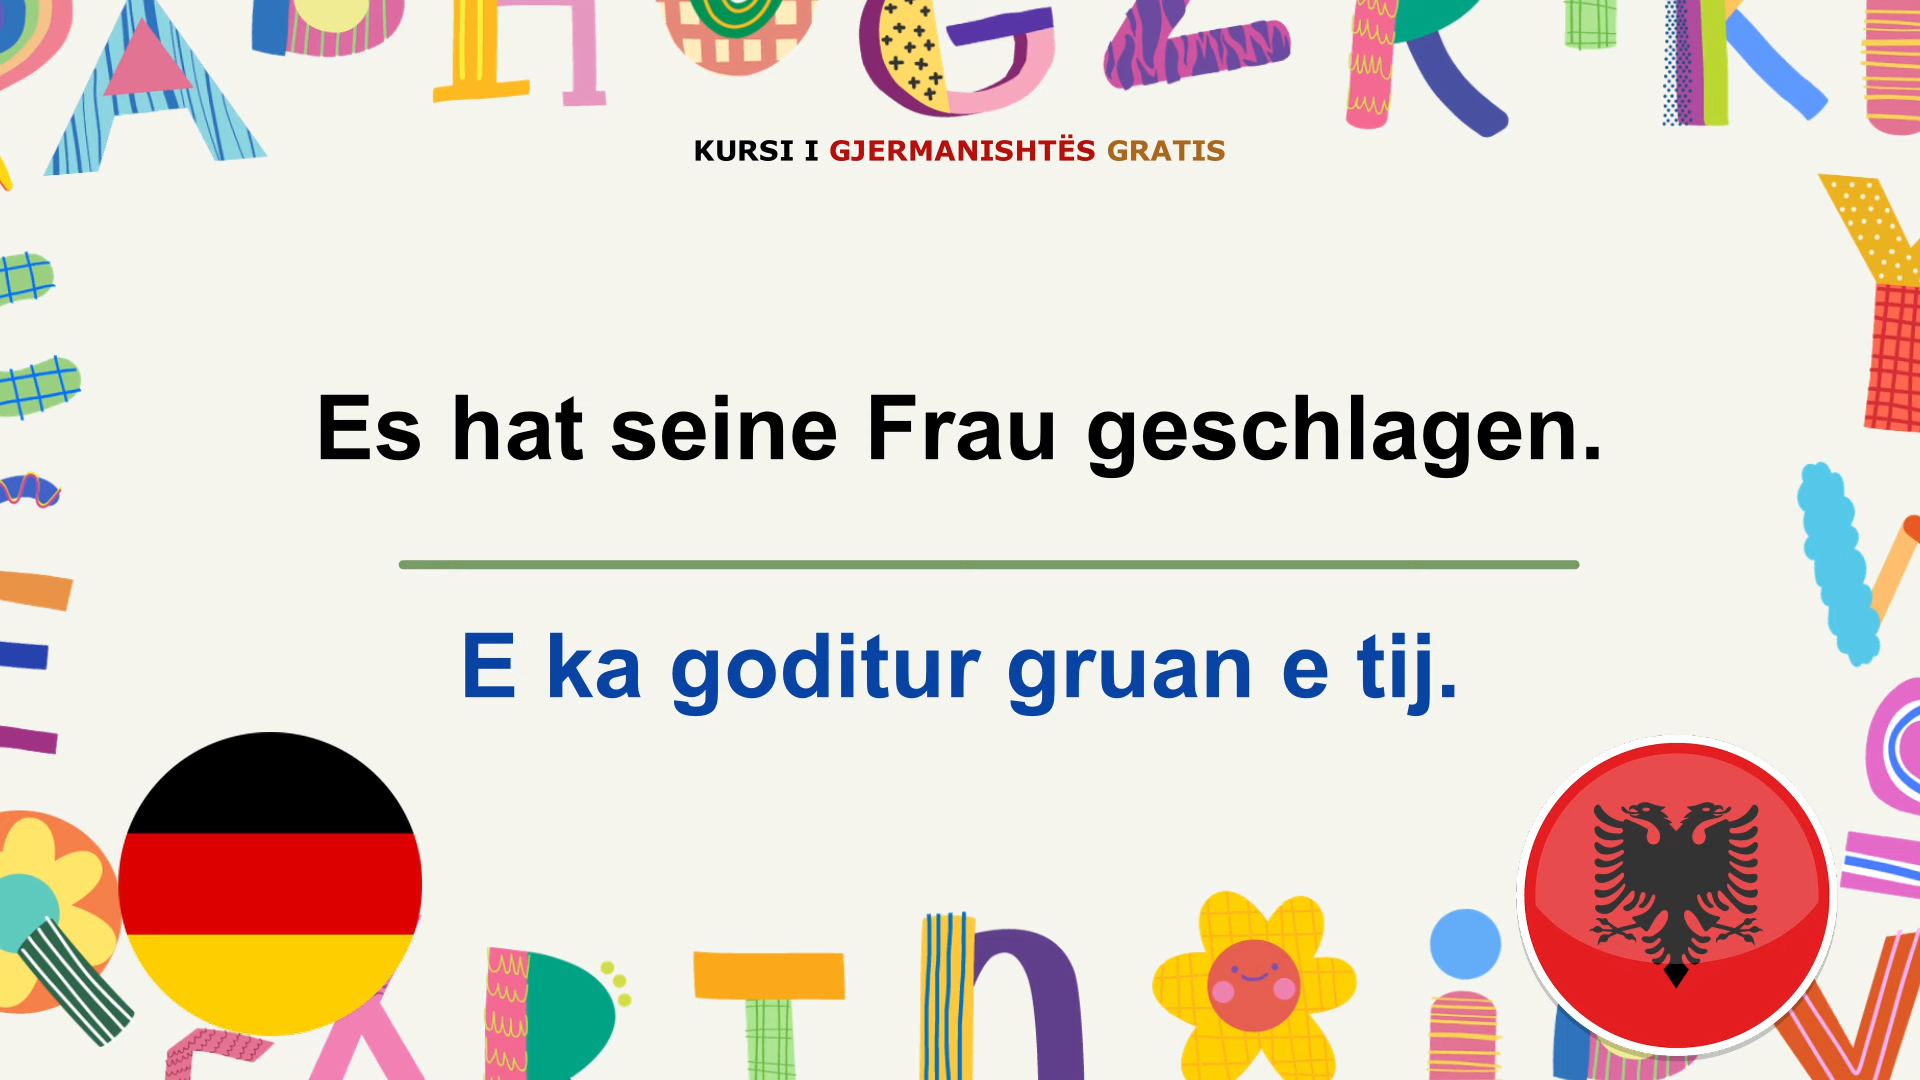 KURSI I GJERMANISHTËS GRATIS
Es hat seine Frau geschlagen.
E ka goditur gruan e tij.